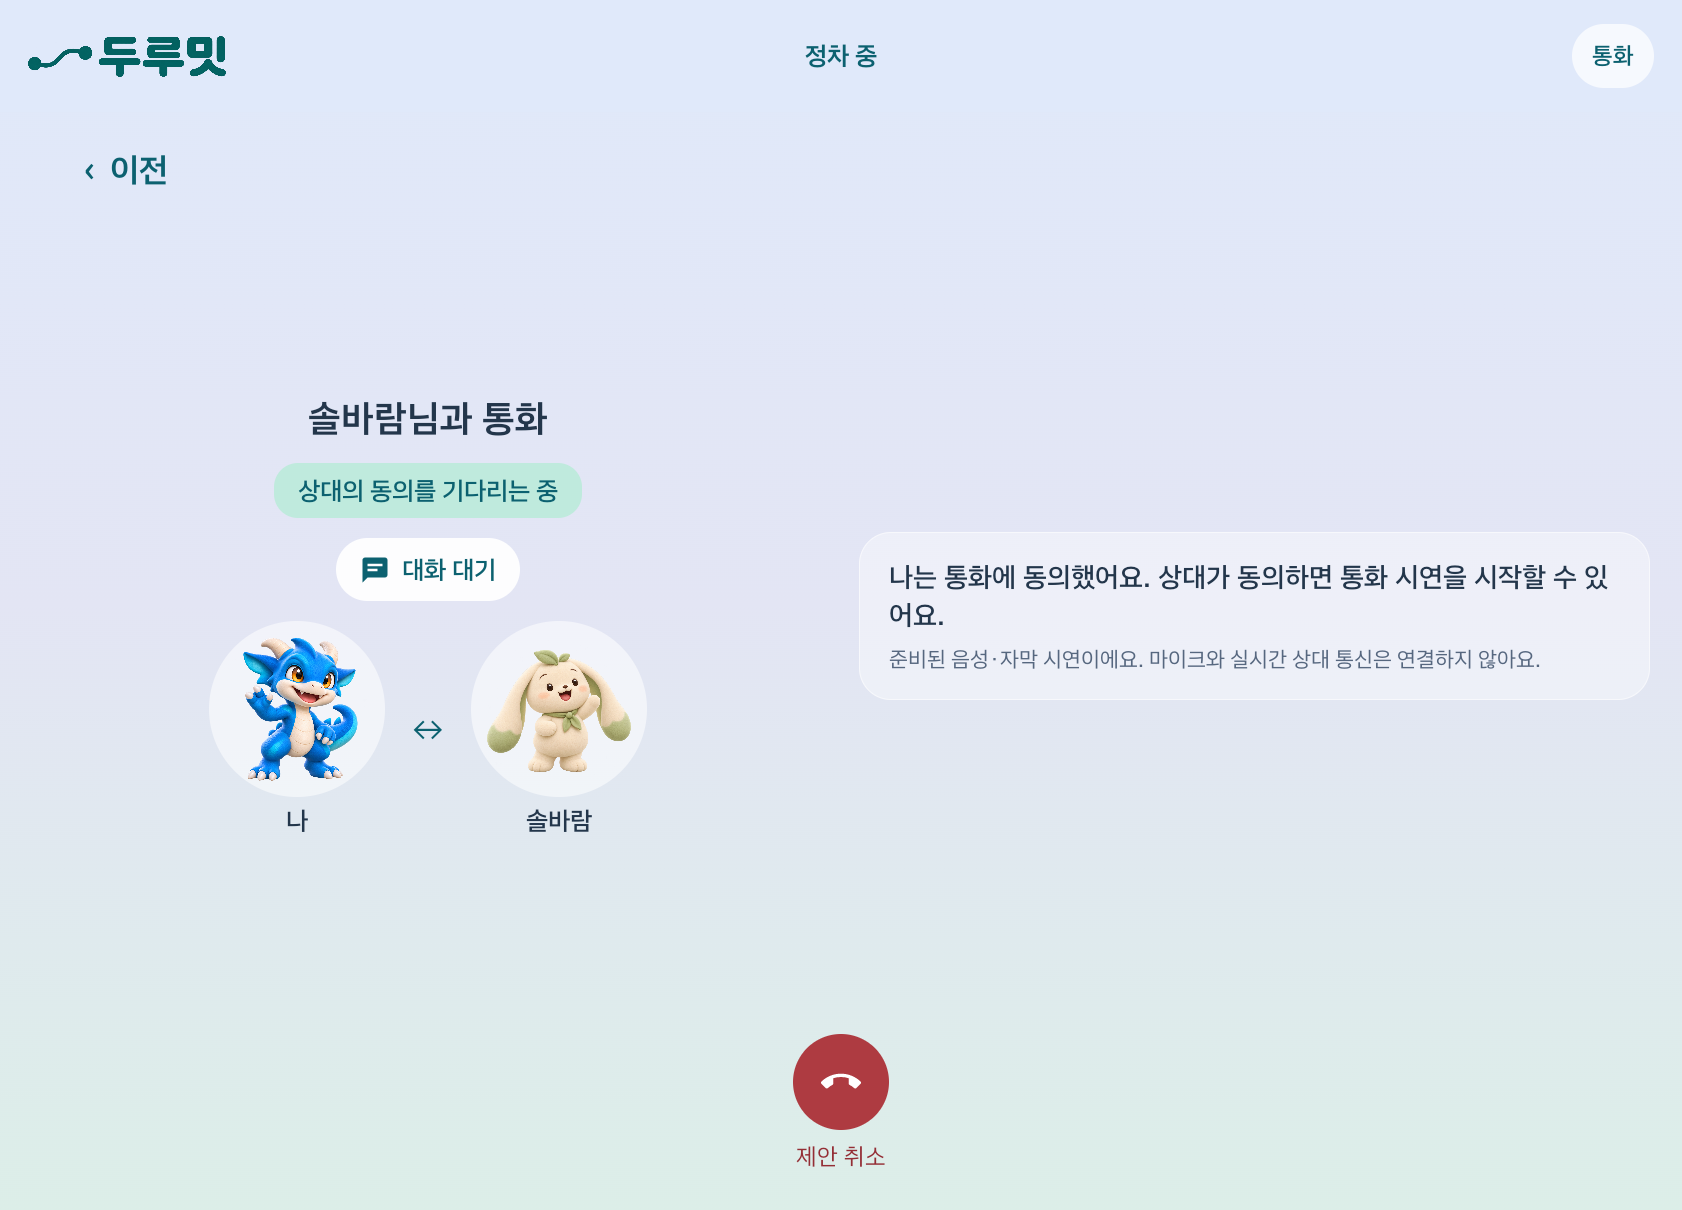 두루밋
정차 중
통화
‹ 이전
솔바람님과 통화
상대의 동의를 기다리는 중
대화 대기
나
솔바람
나는 통화에 동의했어요. 상대가 동의하면 통화 시연을 시작할 수 있
어요.
준비된 음성·자막 시연이에요. 마이크와 실시간 상대 통신은 연결하지 않아요.
제안 취소